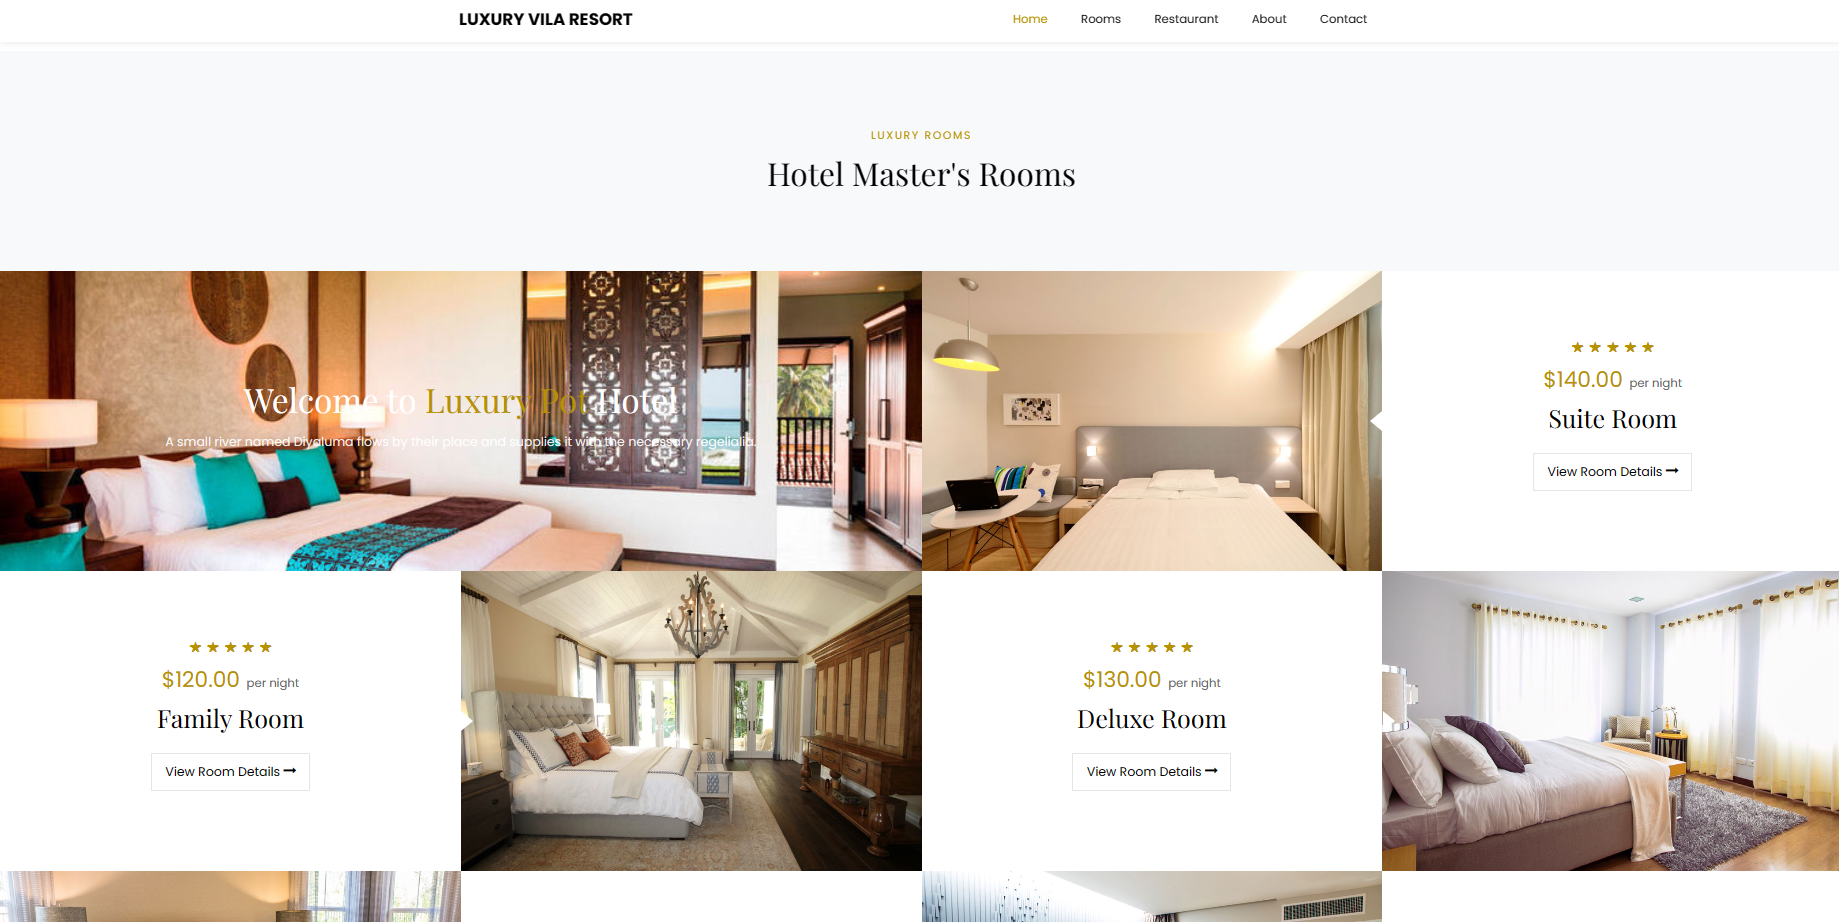 LUXURY VILA RESORT
Home Rooms Restaurant About Contact
LUXURY ROOMS
Hotel Master's Rooms
Welcome to Luxury Pot Hotel
A small river named Divaluma flows by their place and supplies it with the necessary regelialia.
$140.00 per night
Suite Room
View Room Details
$120.00 per night
Family Room
View Room Details
$130.00 per night
Deluxe Room
View Room Details